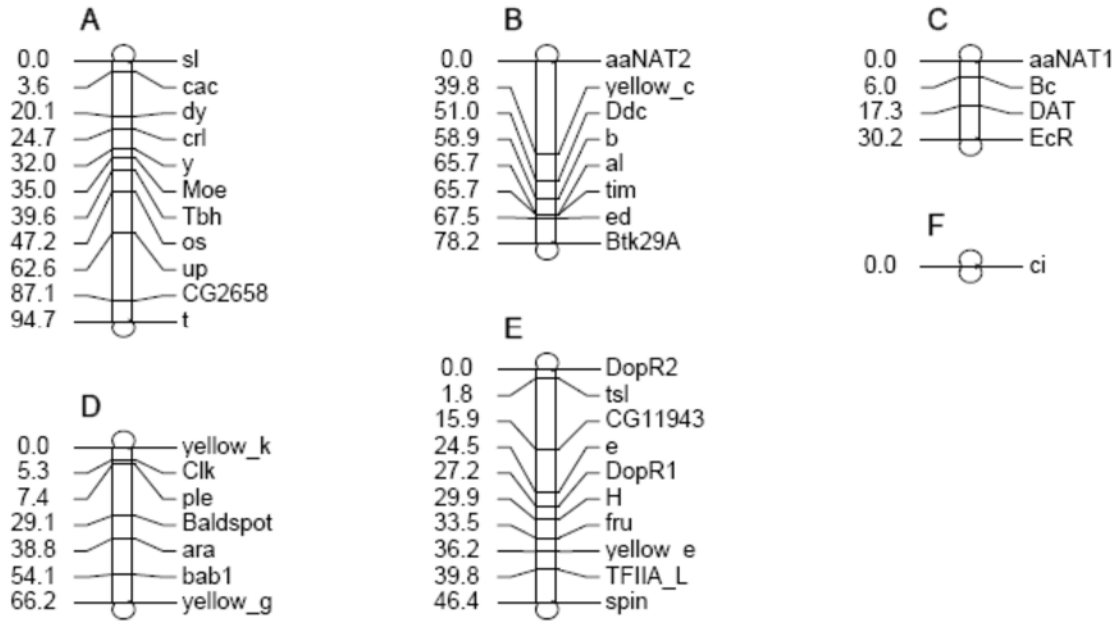 A
0.0 sl
3.6 cac
20.1 dy
24.7 crl
32.0 y
35.0 Moe
39.6 Tbh
47.2 os
62.6 up
87.1 CG2658
94.7 t
B
0.0 aaNAT2
39.8 yellow_c
51.0 Ddc
58.9 b
65.7 al
65.7 tim
67.5 ed
78.2 Btk29A
C
0.0 aaNAT1
6.0 Bc
17.3 DAT
30.2 EcR
F
0.0 ci
D
0.0 yellow_k
5.3 Clk
7.4 ple
29.1 Baldspot
38.8 ara
54.1 bab1
66.2 yellow_g
E
0.0 DopR2
1.8 tsl
15.9 CG11943
24.5 e
27.2 DopR1
29.9 H
33.5 fru
36.2 yellow_e
39.8 TFIIA_L
46.4 spin